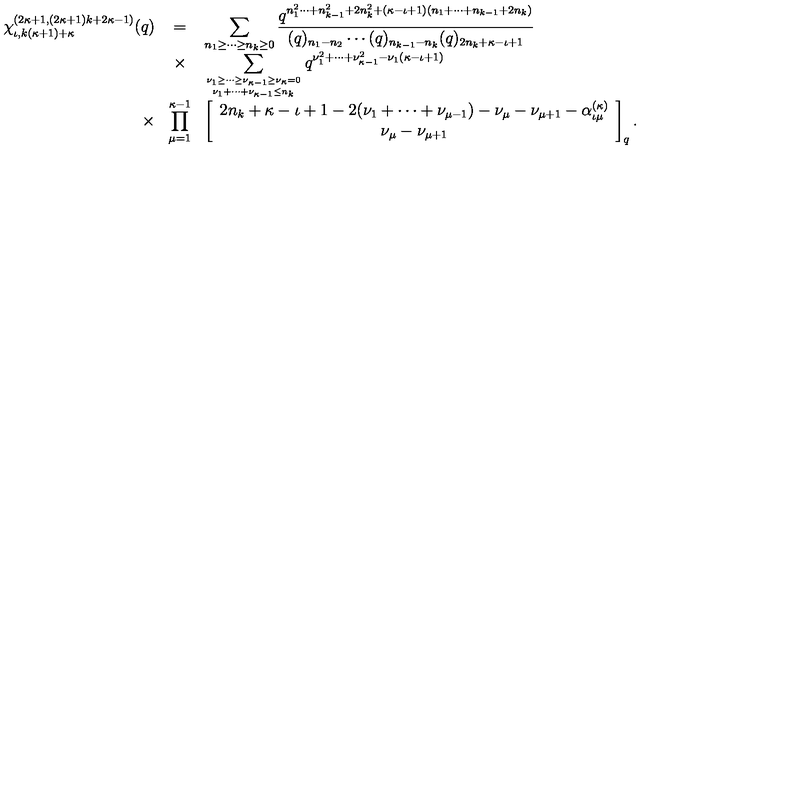 \chi_{\iota,k(\kappa+1)+\kappa}^{(2\kappa+1,(2\kappa+1)k+2\kappa-1)}(q) = \sum_{n_1\geq\cdots\geq n_k\geq 0} \frac{q^{n_1^2\cdots+n_{k-1}^2+2n_k^2+(\kappa-\iota+1)(n_1+\cdots+n_{k-1}+2n_k)}}{(q)_{n_1-n_2}\cdots(q)_{n_{k-1}-n_k}(q)_{2n_k+\kappa-\iota+1}}
\times \sum_{\substack{\nu_1\geq\cdots\geq\nu_{\kappa-1}\geq\nu_\kappa=0 \\ \nu_1+\cdots+\nu_{\kappa-1}\leq n_k}} q^{\nu_1^2+\cdots+\nu_{\kappa-1}^2-\nu_1(\kappa-\iota+1)}
\times \prod_{\mu=1}^{\kappa-1} \left[ \begin{array}{c} 2n_k+\kappa-\iota+1-2(\nu_1+\cdots+\nu_{\mu-1})-\nu_\mu-\nu_{\mu+1}-\alpha_{\iota\mu}^{(\kappa)} \\ \nu_\mu-\nu_{\mu+1} \end{array} \right]_q .